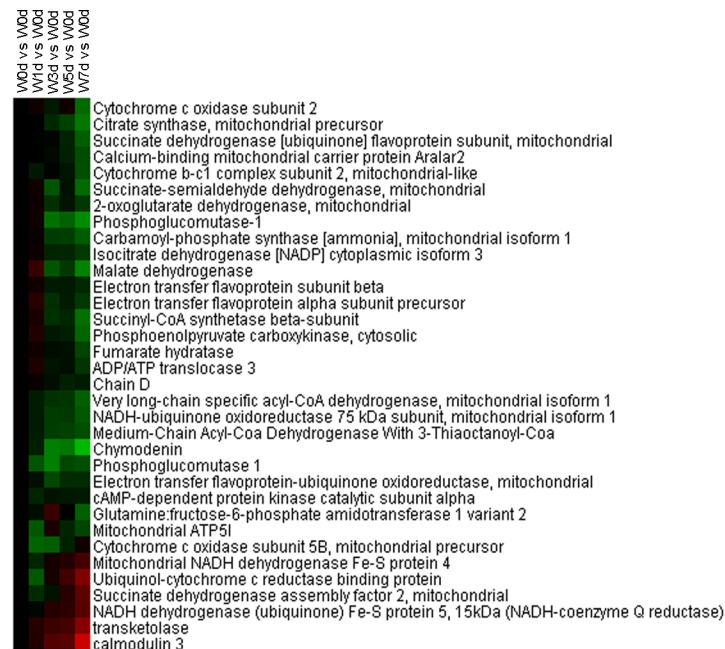 W0d vs W0d
W1d vs W0d
W3d vs W0d
W5d vs W0d
W7d vs W0d
Cytochrome c oxidase subunit 2
Citrate synthase, mitochondrial precursor
Succinate dehydrogenase [ubiquinone] flavoprotein subunit, mitochondrial
Calcium-binding mitochondrial carrier protein Aralar2
Cytochrome b-c1 complex subunit 2, mitochondrial-like
Succinate-semialdehyde dehydrogenase, mitochondrial
2-oxoglutarate dehydrogenase, mitochondrial
Phosphoglucomutase-1
Carbamoyl-phosphate synthase [ammonia], mitochondrial isoform 1
Isocitrate dehydrogenase [NADP] cytoplasmic isoform 3
Malate dehydrogenase
Electron transfer flavoprotein subunit beta
Electron transfer flavoprotein alpha subunit precursor
Succinyl-CoA synthetase beta-subunit
Phosphoenolpyruvate carboxykinase, cytosolic
Fumarate hydratase
ADP/ATP translocase 3
Chain D
Very long-chain specific acyl-CoA dehydrogenase, mitochondrial isoform 1
NADH-ubiquinone oxidoreductase 75 kDa subunit, mitochondrial isoform 1
Medium-Chain Acyl-Coa Dehydrogenase With 3-Thiaoctanoyl-Coa
Chymodenin
Phosphoglucomutase 1
Electron transfer flavoprotein-ubiquinone oxidoreductase, mitochondrial
cAMP-dependent protein kinase catalytic subunit alpha
Glutamine:fructose-6-phosphate amidotransferase 1 variant 2
Mitochondrial ATP5I
Cytochrome c oxidase subunit 5B, mitochondrial precursor
Mitochondrial NADH dehydrogenase Fe-S protein 4
Ubiquinol-cytochrome c reductase binding protein
Succinate dehydrogenase assembly factor 2, mitochondrial
NADH dehydrogenase (ubiquinone) Fe-S protein 5, 15kDa (NADH-coenzyme Q reductase)
transketolase
calmodulin 3